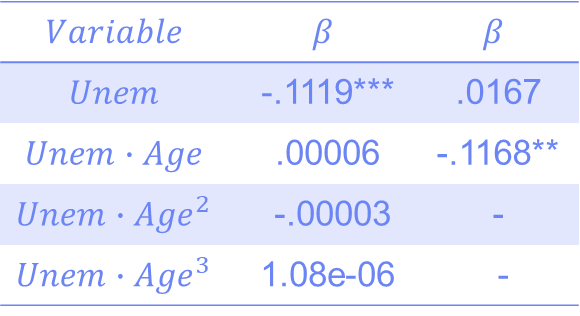 Variable β β
Unem -.1119*** .0167
Unem · Age .00006 -.1168**
Unem · Age² -.00003 -
Unem · Age³ 1.08e-06 -